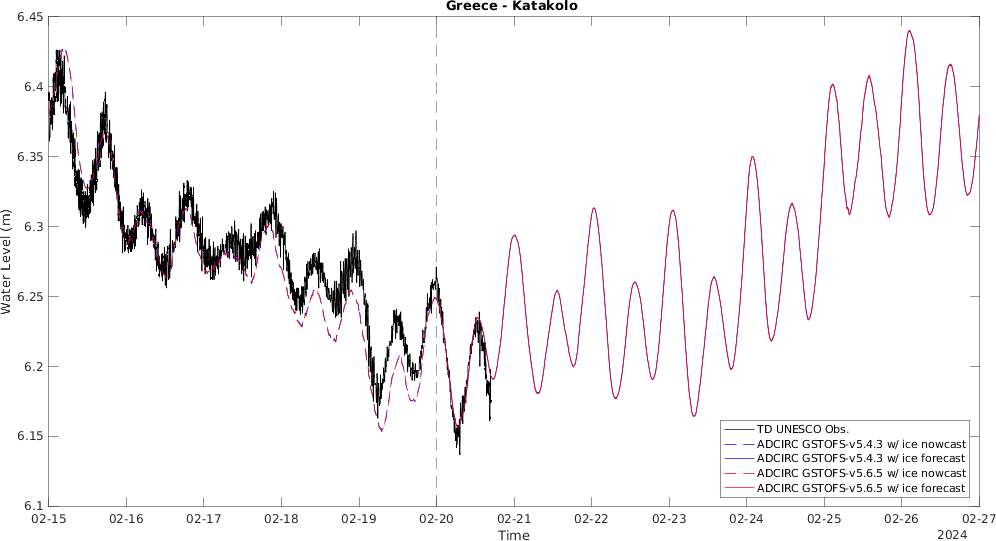 Greece - Katakolo
6.45
6.4
6.35
6.3
6.25
6.2
6.15
6.1
Water Level (m)
02-15
02-16
02-17
02-18
02-19
02-20
02-21
02-22
02-23
02-24
02-25
02-26
02-27
Time
2024
TD UNESCO Obs.
ADCIRC GSTOFS-v5.4.3 w/ ice nowcast
ADCIRC GSTOFS-v5.4.3 w/ ice forecast
ADCIRC GSTOFS-v5.6.5 w/ ice nowcast
ADCIRC GSTOFS-v5.6.5 w/ ice forecast